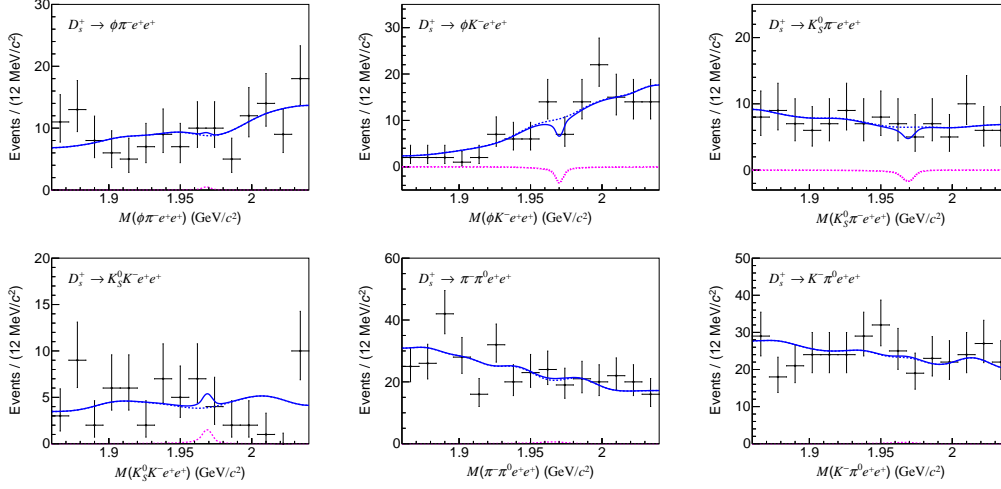 D_s^+ → ϕπ⁻e⁺e⁺
Events / (12 MeV/c²)
30
20
10
0
1.9
1.95
2
M(ϕπ⁻e⁺e⁺) (GeV/c²)
D_s^+ → ϕK⁻e⁺e⁺
Events / (12 MeV/c²)
30
20
10
0
1.9
1.95
2
M(ϕK⁻e⁺e⁺) (GeV/c²)
D_s^+ → K_S^0π⁻e⁺e⁺
Events / (12 MeV/c²)
20
10
0
1.9
1.95
2
M(K_S^0π⁻e⁺e⁺) (GeV/c²)
D_s^+ → K_S^0K⁻e⁺e⁺
Events / (12 MeV/c²)
20
15
10
5
0
1.9
1.95
2
M(K_S^0K⁻e⁺e⁺) (GeV/c²)
D_s^+ → π⁻π⁰e⁺e⁺
Events / (12 MeV/c²)
60
40
20
0
1.9
1.95
2
M(π⁻π⁰e⁺e⁺) (GeV/c²)
D_s^+ → K⁻π⁰e⁺e⁺
Events / (12 MeV/c²)
40
30
20
10
0
1.9
1.95
2
M(K⁻π⁰e⁺e⁺) (GeV/c²)